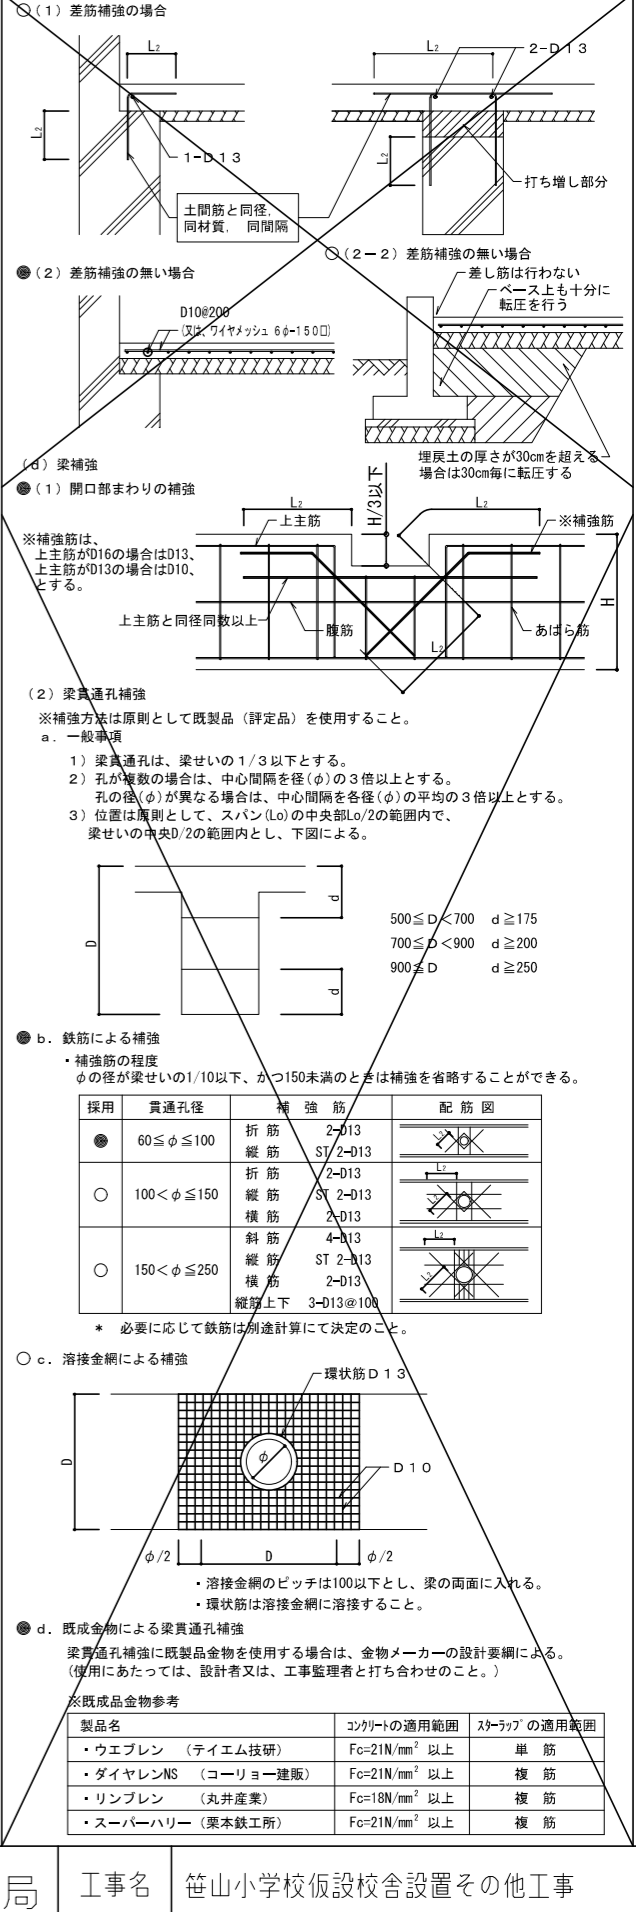 ○(1) 差筋補強の場合
L2
L2
2-D13
L2
L2
1-D13
打ち増し部分
土間筋と同径,
同材質, 同間隔
○(2-2) 差筋補強の無い場合
●(2) 差筋補強の無い場合
差し筋は行わない
ベース上も十分に
転圧を行う
D10@200
(又は、ワイヤメッシュ 6φ-150□)
埋戻土の厚さが30cmを超える
場合は30cm毎に転圧する
(d) 梁補強
●(1) 開口部まわりの補強
H/3以下
L2
L2
上主筋
※補強筋
※補強筋は、
上主筋がD16の場合はD13、
上主筋がD13の場合はD10、
とする。
H
上主筋と同径同数以上
腹筋
あばら筋
L2
(2) 梁貫通孔補強
※補強方法は原則として既製品(評定品)を使用すること。
a. 一般事項
1) 梁貫通孔は、梁せいの1/3以下とする。
2) 孔が複数の場合は、中心間隔を径(φ)の3倍以上とする。
孔の径(φ)が異なる場合は、中心間隔を各径(φ)の平均の3倍以上とする。
3) 位置は原則として、スパン(Lo)の中央部Lo/2の範囲内で、
梁せいの中央D/2の範囲内とし、下図による。
D
d
d
500≦D<700 d≧175
700≦D<900 d≧200
900≦D d≧250
● b. 鉄筋による補強
・補強筋の程度
φの径が梁せいの1/10以下、かつ150未満のときは補強を省略することができる。
採用 貫通孔径 補 強 筋 配 筋 図
● 60≦φ≦100
折 筋 2-D13
縦 筋 ST 2-D13
L2
○ 100<φ≦150
折 筋 2-D13
縦 筋 ST 2-D13
横 筋 2-D13
L2
L2
○ 150<φ≦250
斜 筋 4-D13
縦 筋 ST 2-D13
横 筋 2-D13
縦筋上下 3-D13@100
L2
L2
* 必要に応じて鉄筋は別途計算にて決定のこと。
○ c. 溶接金網による補強
環状筋D13
D
φ
D10
φ/2 D φ/2
・溶接金網のピッチは100以下とし、梁の両面に入れる。
・環状筋は溶接金網に溶接すること。
● d. 既成金物による梁貫通孔補強
梁貫通孔補強に既製品金物を使用する場合は、金物メーカーの設計要綱による。
(使用にあたっては、設計者又は、工事監理者と打ち合わせのこと。)
※既成品金物参考
製品名 コンクリートの適用範囲 スターラップの適用範囲
・ウエブレン (テイエム技研) Fc=21N/mm² 以上 単 筋
・ダイヤレンNS (コーリョー建販) Fc=21N/mm² 以上 複 筋
・リンブレン (丸井産業) Fc=18N/mm² 以上 複 筋
・スーパーハリー (栗本鉄工所) Fc=21N/mm² 以上 複 筋
局 工事名 笹山小学校仮設校舎設置その他工事